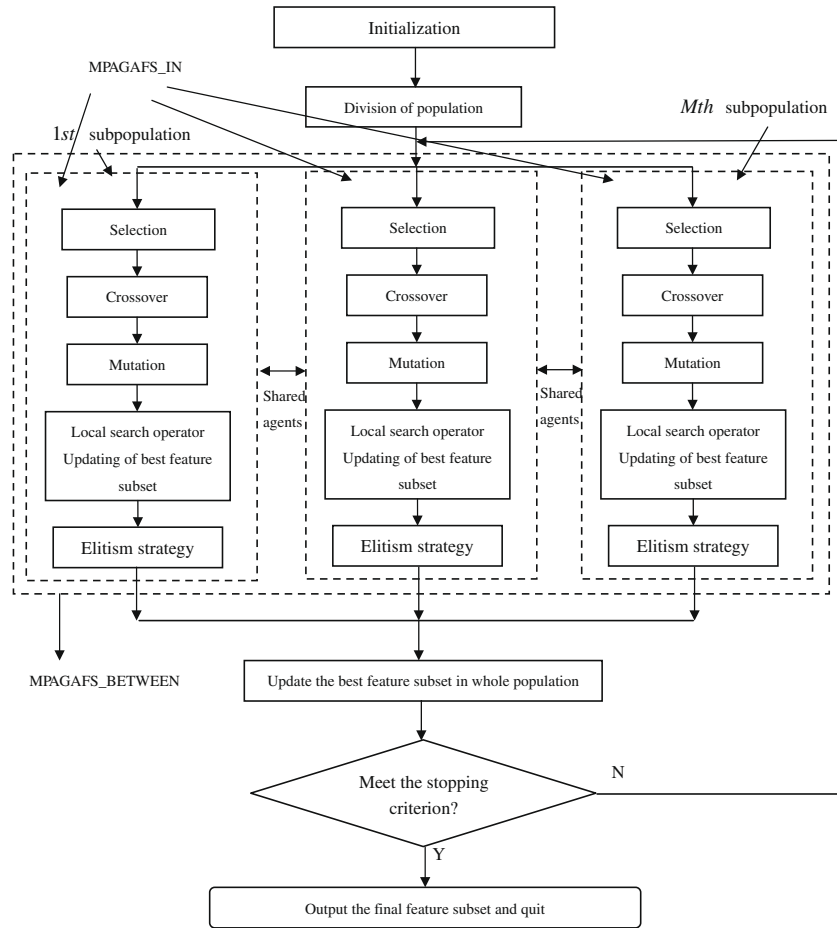 Initialization
MPAGAFS_IN
Division of population
Mth subpopulation
1st subpopulation
Selection
Selection
Selection
Crossover
Crossover
Crossover
Mutation
Mutation
Mutation
Shared
agents
Shared
agents
Local search operator
Updating of best feature
subset
Local search operator
Updating of best feature
subset
Local search operator
Updating of best feature
subset
Elitism strategy
Elitism strategy
Elitism strategy
MPAGAFS_BETWEEN
Update the best feature subset in whole population
Meet the stopping
criterion?
N
Y
Output the final feature subset and quit